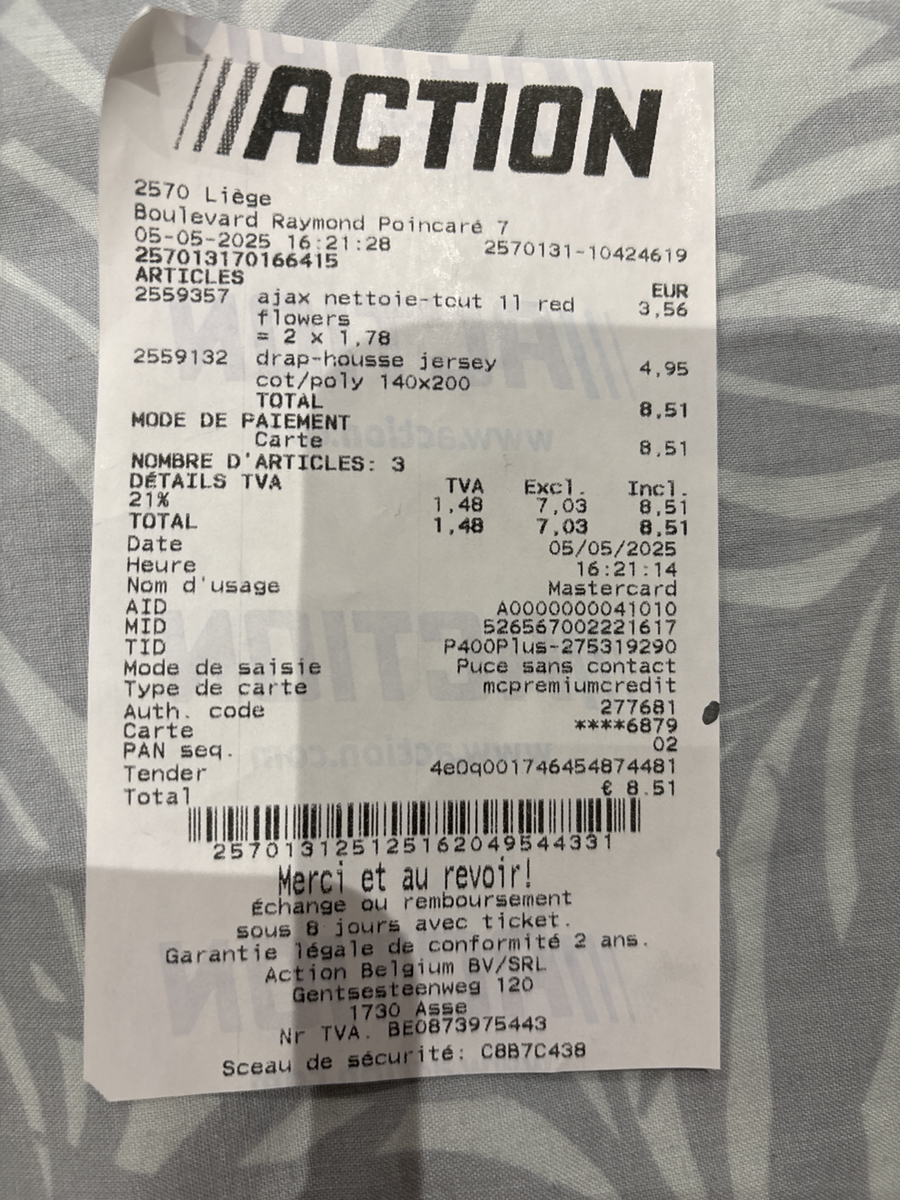 ACTION
2570 Liège
Boulevard Raymond Poincaré 7
05-05-2025 16:21:28 2570131-10424619
257013170166415
ARTICLES EUR
2559357 ajax nettoie-tout 1l red 3,56
flowers
= 2 x 1,78
2559132 drap-housse jersey 4,95
cot/poly 140x200
TOTAL 8,51
MODE DE PAIEMENT
Carte 8,51
NOMBRE D'ARTICLES: 3
DÉTAILS TVA TVA Excl. Incl.
21% 1,48 7,03 8,51
TOTAL 1,48 7,03 8,51
Date 05/05/2025
Heure 16:21:14
Nom d'usage Mastercard
AID A0000000041010
MID 526567002221617
TID P400Plus-275319290
Mode de saisie Puce sans contact
Type de carte mcpremiumcredit
Auth. code 277681
Carte ****6879
PAN seq. 02
Tender 4e0q001746454874481
Total € 8.51
257013125125162049544331
Merci et au revoir!
Échange ou remboursement
sous 8 jours avec ticket.
Garantie légale de conformité 2 ans.
Action Belgium BV/SRL
Gentsesteenweg 120
1730 Asse
Nr TVA. BE0873975443
Sceau de sécurité: C8B7C438